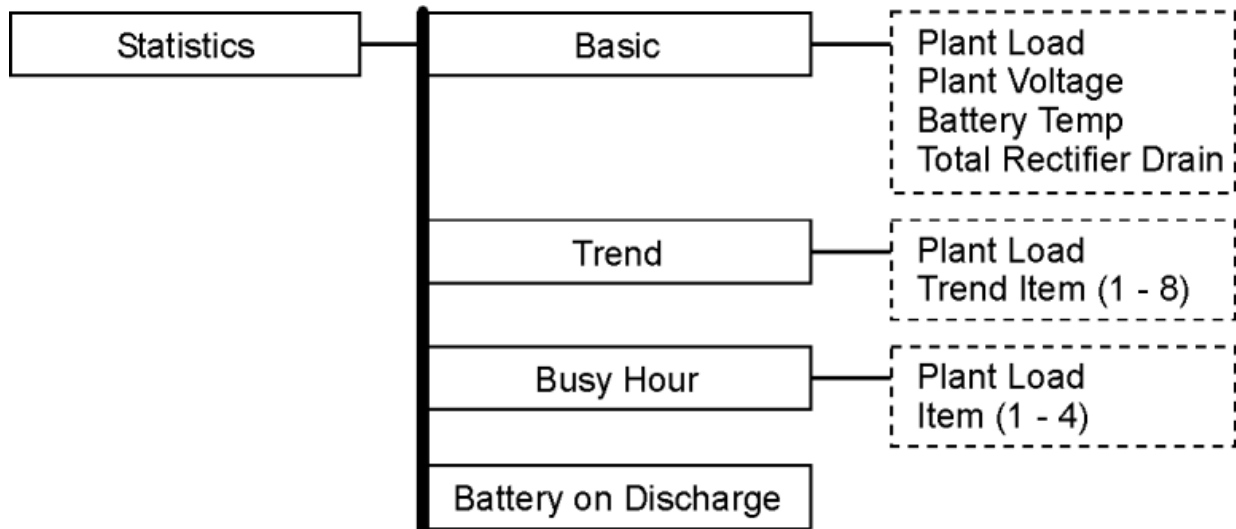 Statistics
Basic
Plant Load
Plant Voltage
Battery Temp
Total Rectifier Drain
Trend
Plant Load
Trend Item (1 - 8)
Busy Hour
Plant Load
Item (1 - 4)
Battery on Discharge